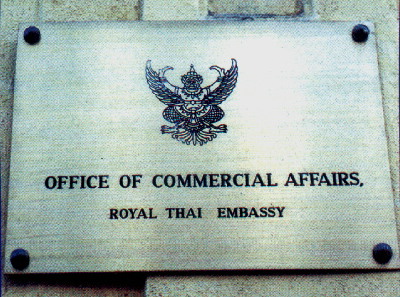 OFFICE OF COMMERCIAL AFFAIRS,
ROYAL THAI EMBASSY